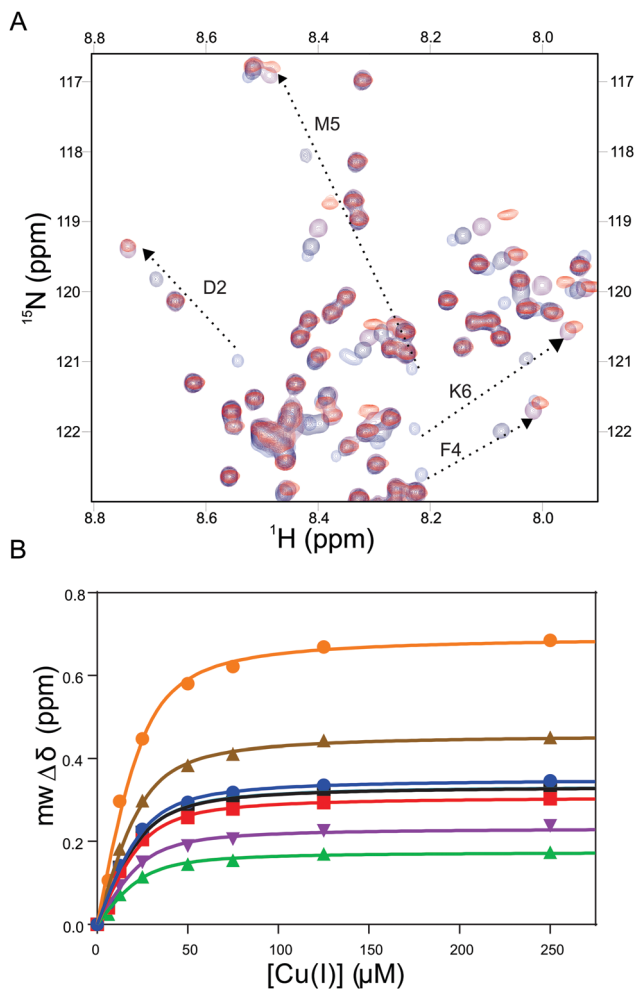 A
8.8 8.6 8.4 8.2 8.0
117 117
M5
118 118
119 119
¹⁵N (ppm)
D2
120 120
121 121
K6
122 F4 122
8.8 8.6 8.4 8.2 8.0
¹H (ppm)
B
0.8
0.6
mw Δδ (ppm)
0.4
0.2
0.0
0 50 100 150 200 250
[Cu(I)] (μM)